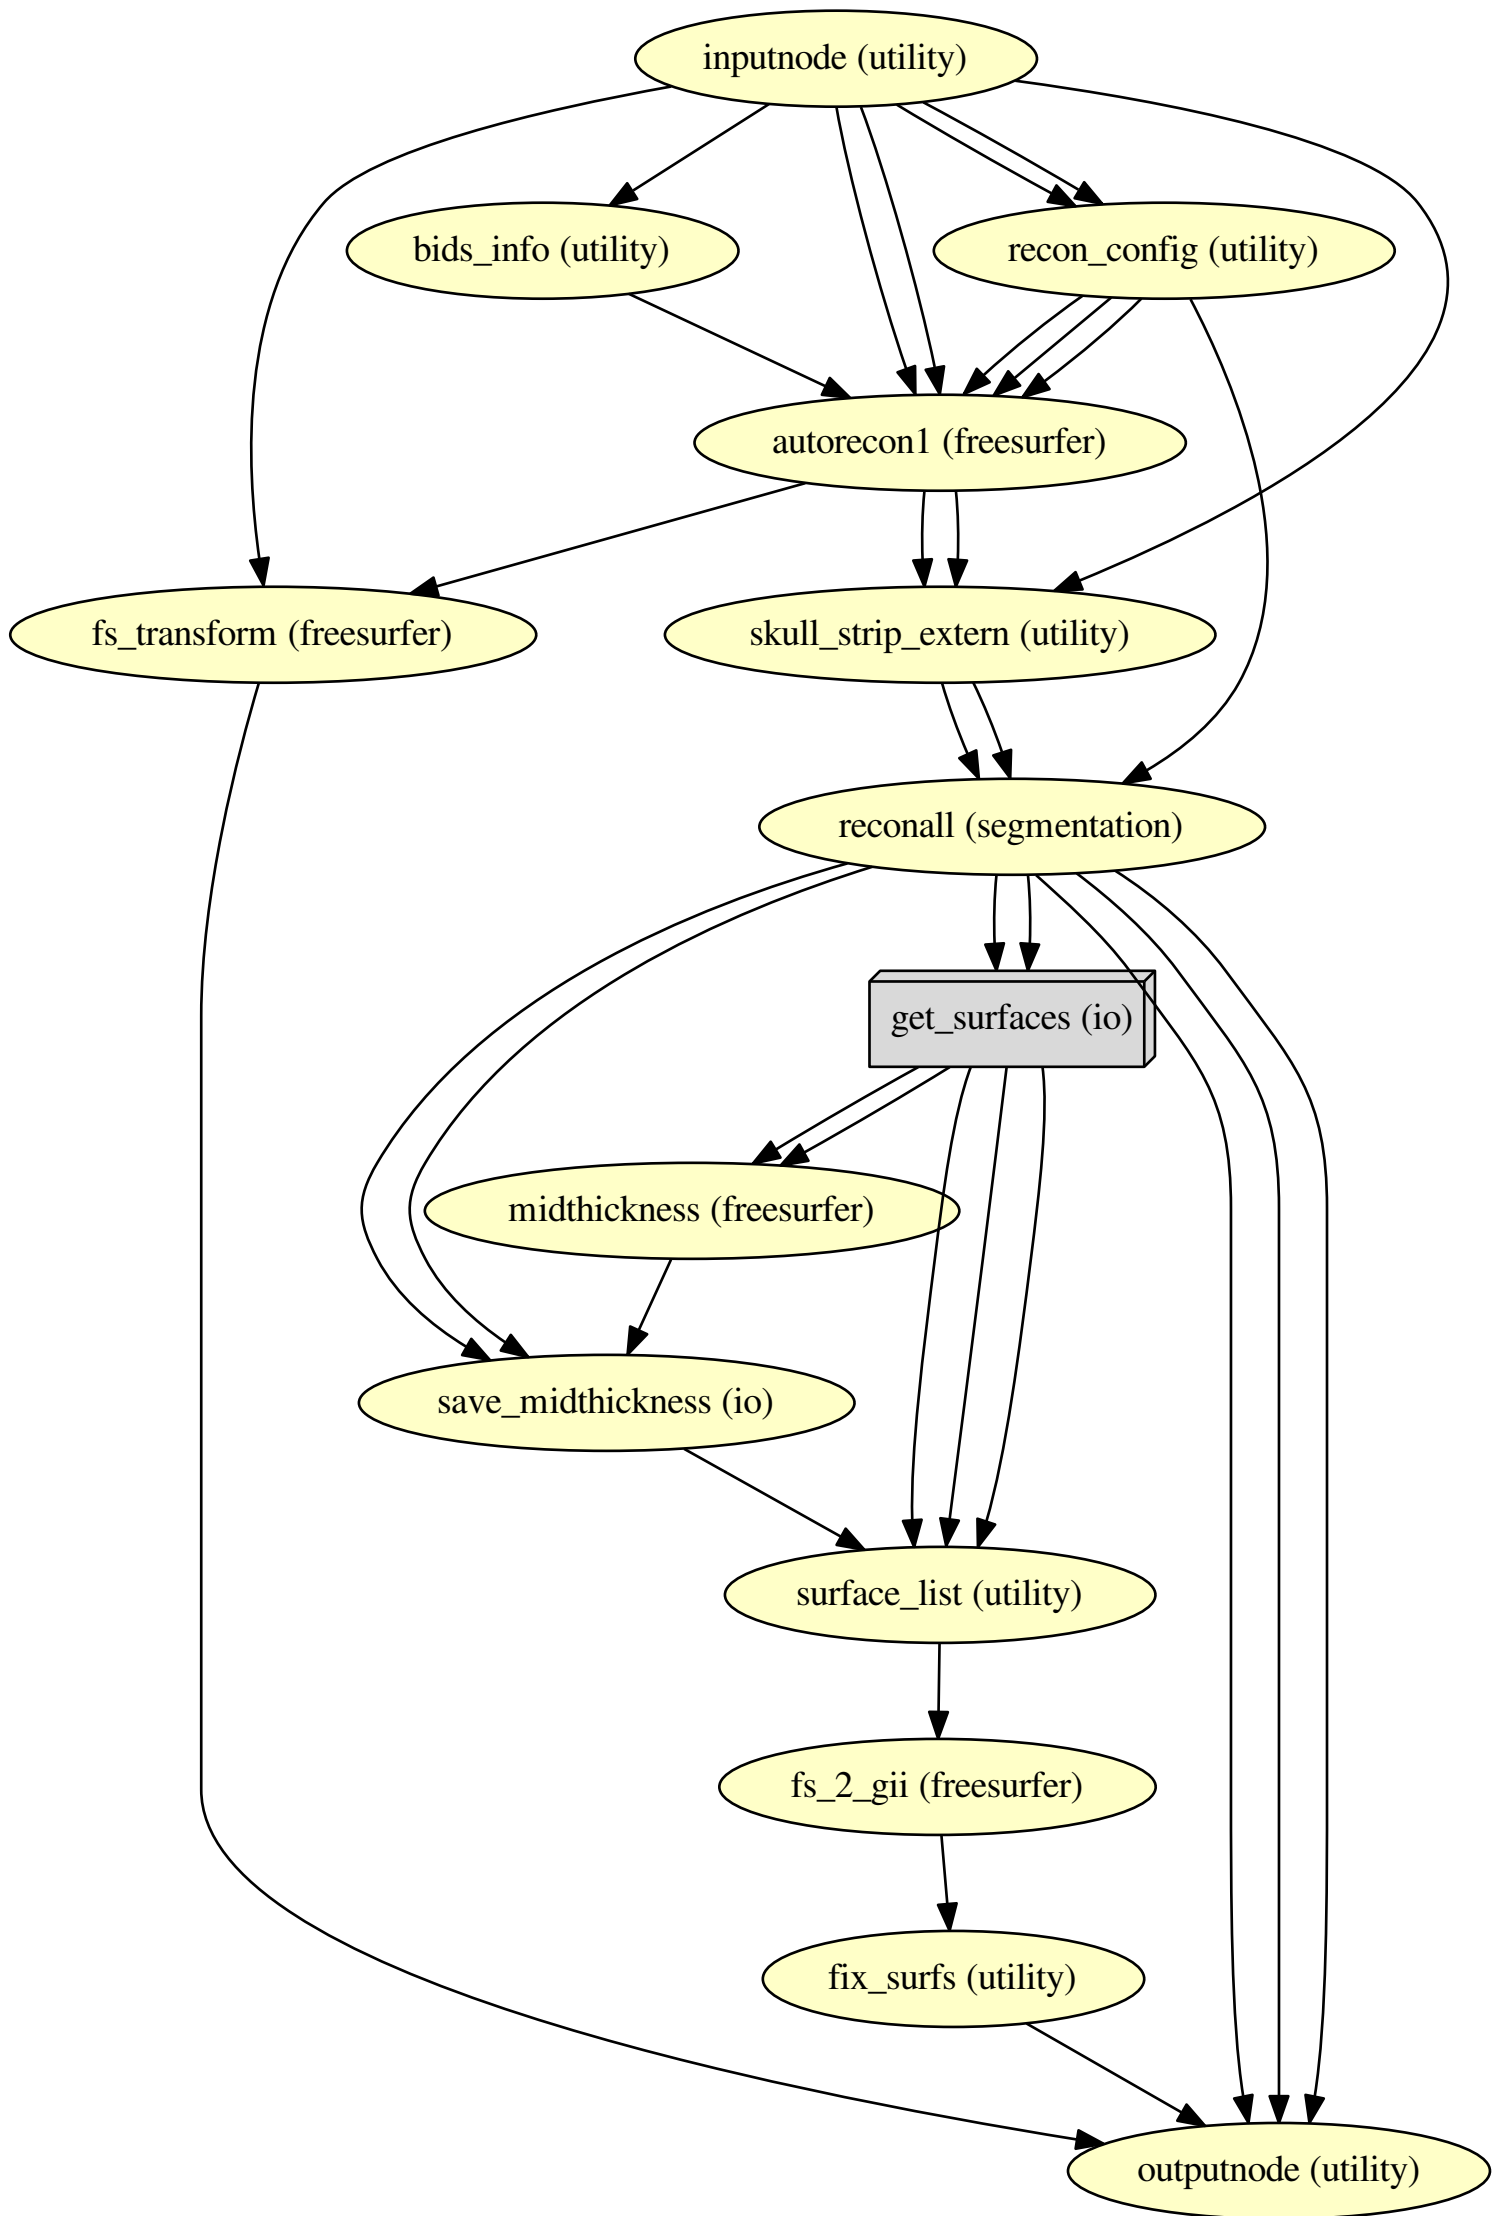 inputnode (utility)
bids_info (utility)
recon_config (utility)
autorecon1 (freesurfer)
fs_transform (freesurfer)
skull_strip_extern (utility)
reconall (segmentation)
get_surfaces (io)
midthickness (freesurfer)
save_midthickness (io)
surface_list (utility)
fs_2_gii (freesurfer)
fix_surfs (utility)
outputnode (utility)